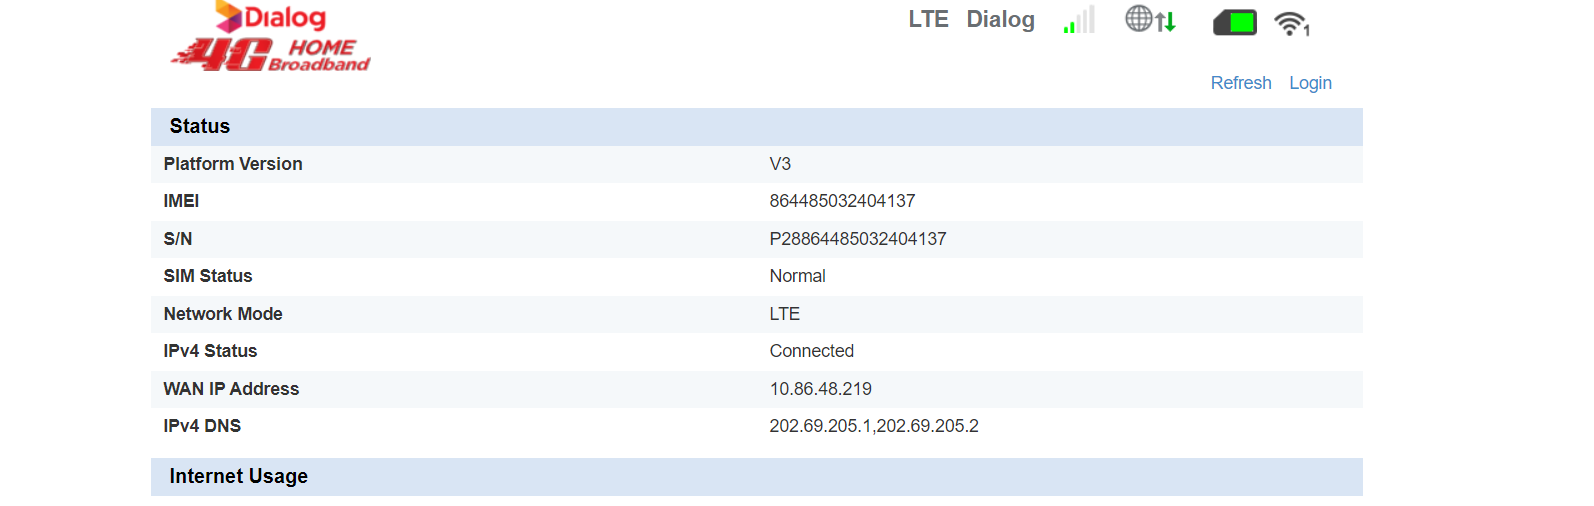 Dialog
4G HOME
Broadband
LTE Dialog
1
Refresh Login
Status
Platform Version V3
IMEI 864485032404137
S/N P28864485032404137
SIM Status Normal
Network Mode LTE
IPv4 Status Connected
WAN IP Address 10.86.48.219
IPv4 DNS 202.69.205.1,202.69.205.2
Internet Usage